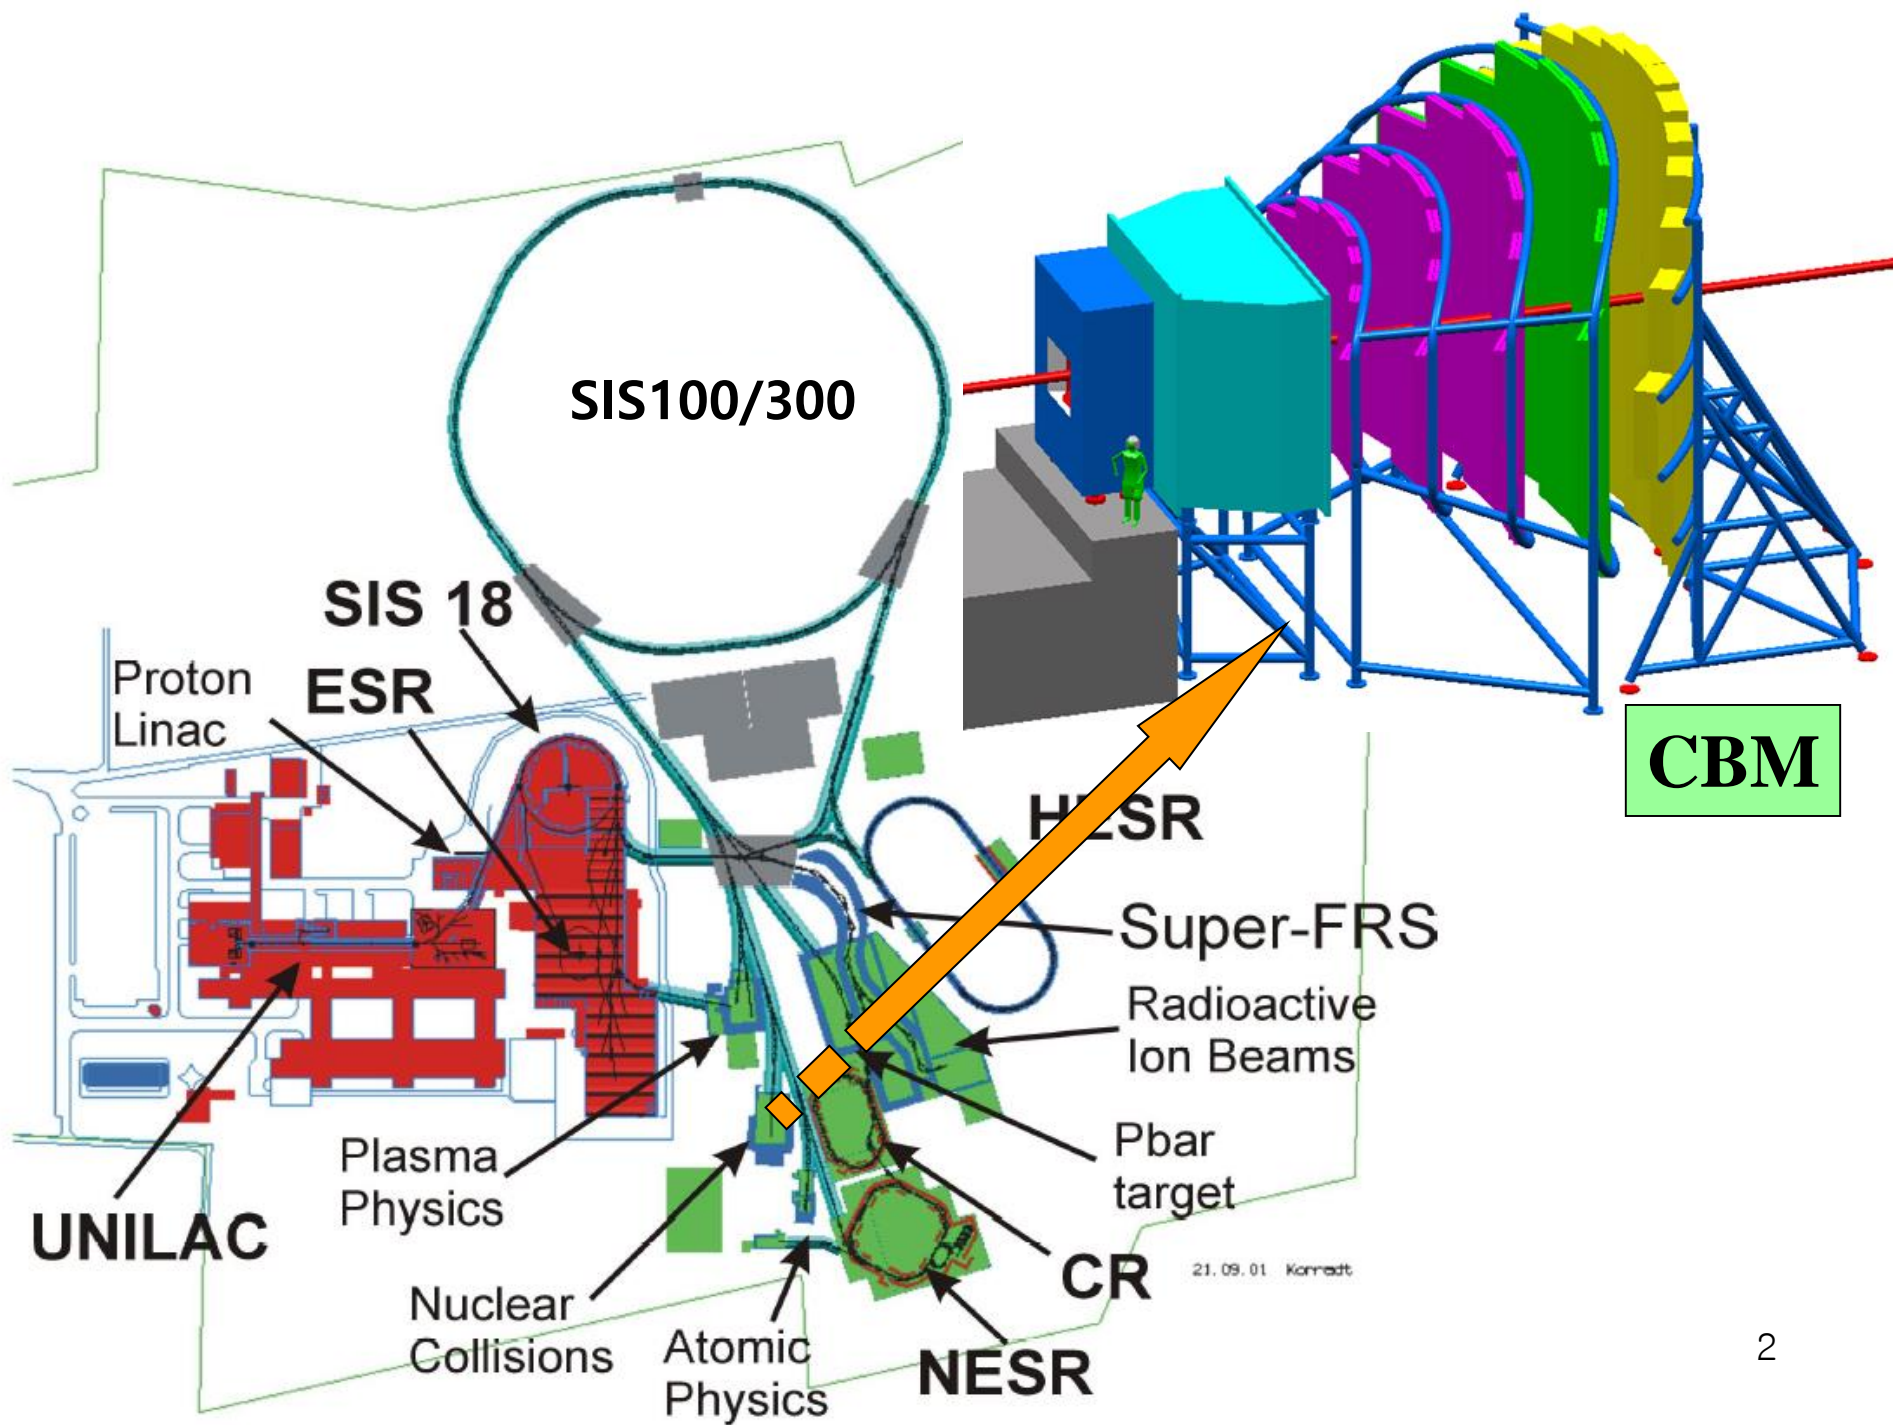 SIS100/300
SIS 18
ESR
Proton
Linac
CBM
HESR
Super-FRS
Radioactive
Ion Beams
Plasma
Physics
Pbar
target
UNILAC
CR
21.09.01 Konradt
Nuclear
Collisions
Atomic
Physics
NESR
2